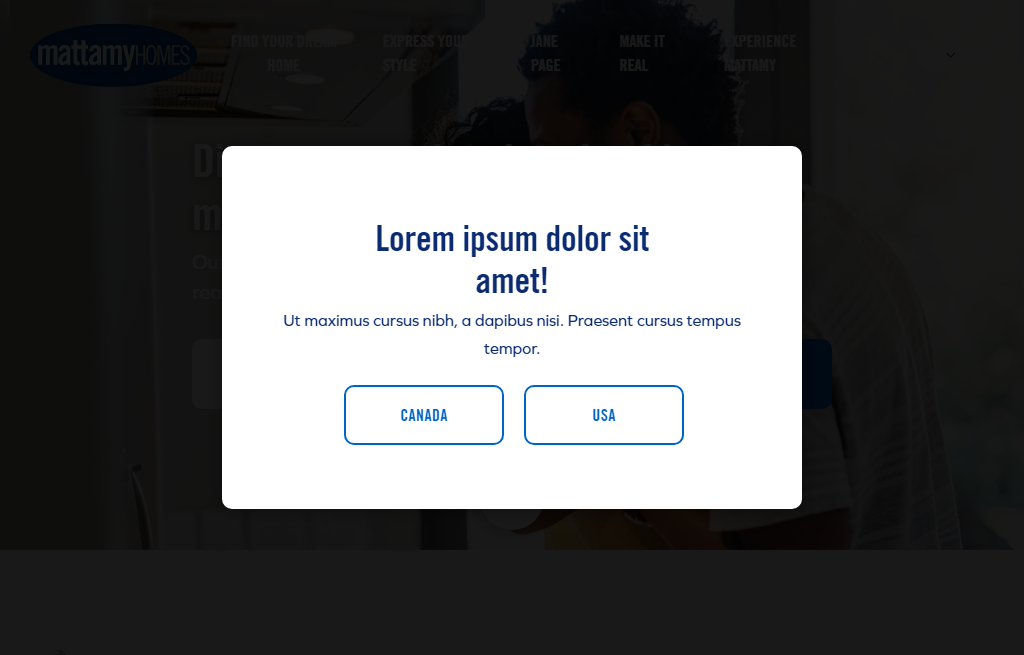 mattamyHOMES
FIND YOUR DREAM
HOME
EXPRESS YOUR
STYLE
JANE
PAGE
MAKE IT
REAL
EXPERIENCE
MATTAMY
Lorem ipsum dolor sit
amet!
Ut maximus cursus nibh, a dapibus nisi. Praesent cursus tempus
tempor.
CANADA
USA